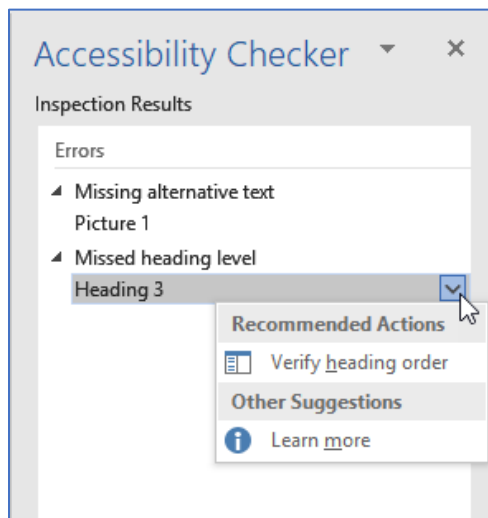 Accessibility Checker
Inspection Results
Errors
Missing alternative text
Picture 1
Missed heading level
Heading 3
Recommended Actions
Verify heading order
Other Suggestions
Learn more